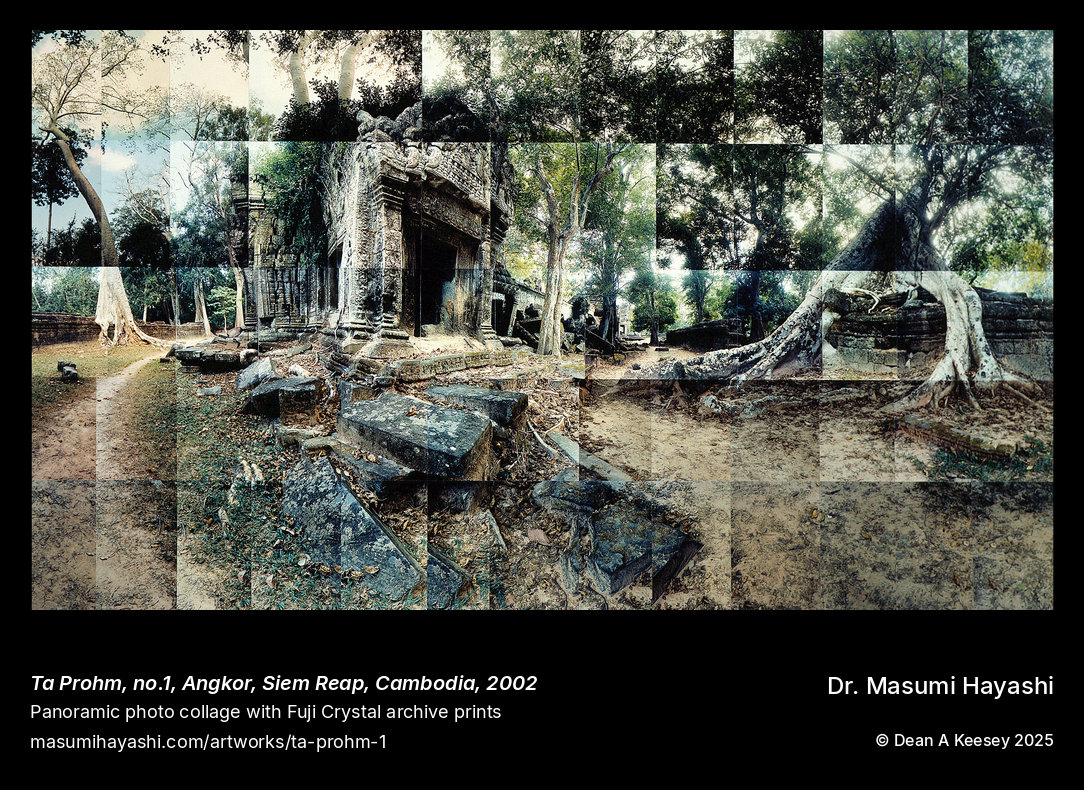 Ta Prohm, no.1, Angkor, Siem Reap, Cambodia, 2002
Panoramic photo collage with Fuji Crystal archive prints
masumihayashi.com/artworks/ta-prohm-1
Dr. Masumi Hayashi
© Dean A Keesey 2025